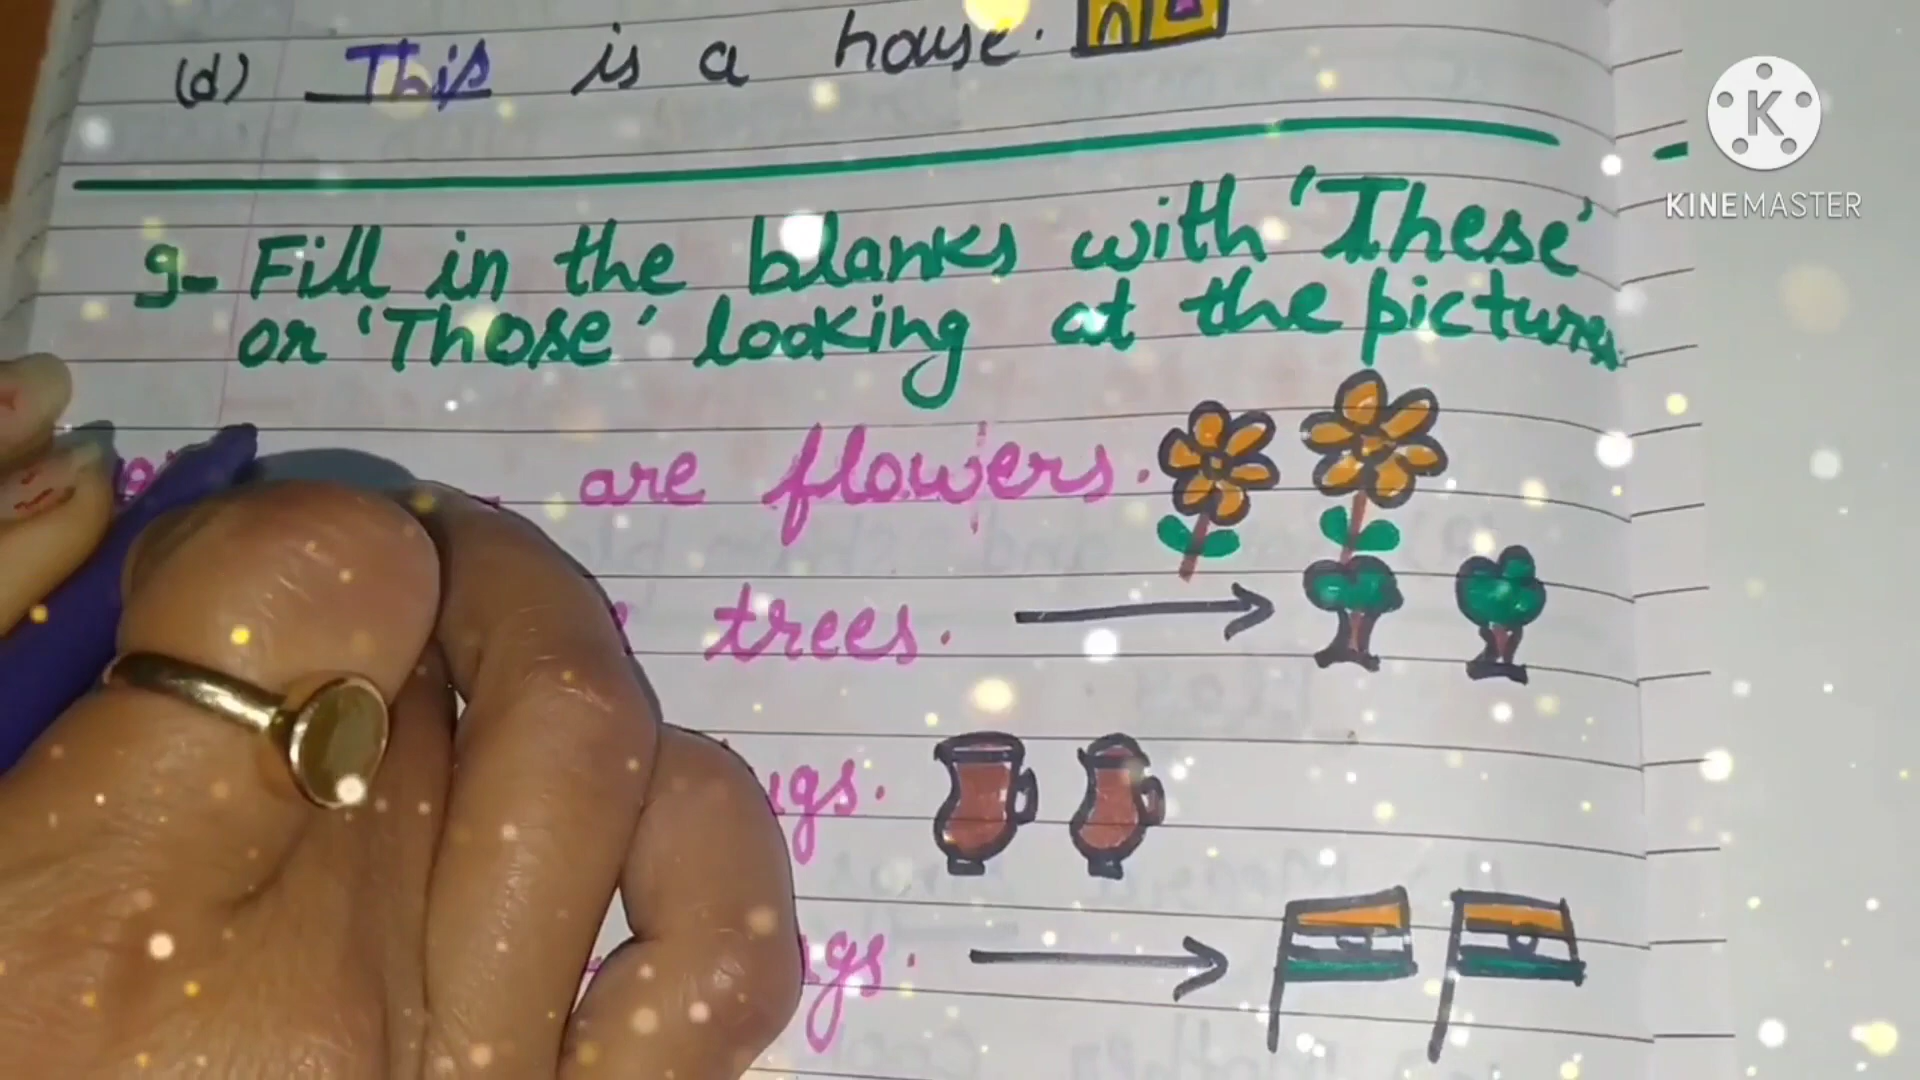 (d) This is a house.
9- Fill in the blanks with 'These'
or 'Those' looking at the pictures.
are flowers.
trees.
KINEMASTER